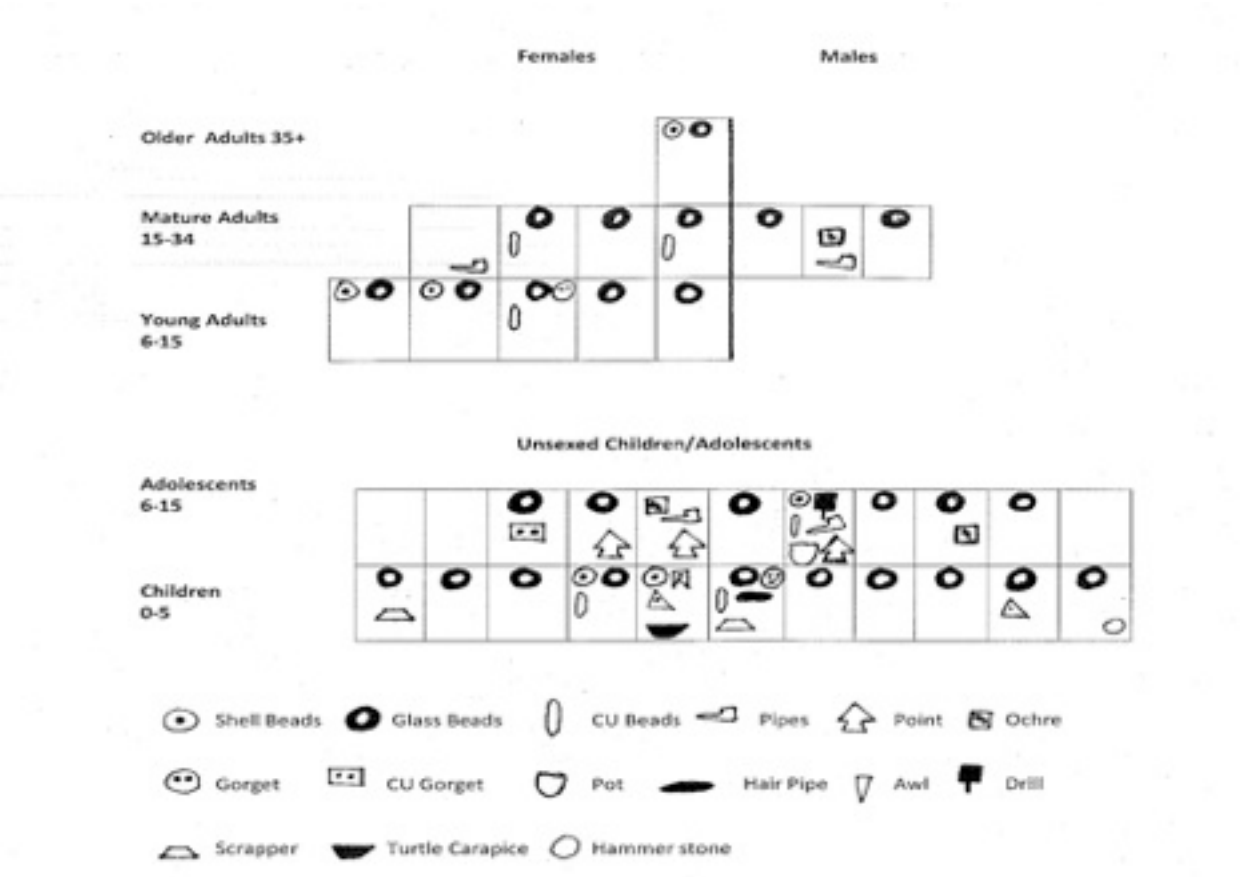 Females Males
Older Adults 35+
Mature Adults
15-34
Young Adults
6-15
Unsexed Children/Adolescents
Adolescents
6-15
Children
0-5
Shell Beads Glass Beads CU Beads Pipes Point Ochre
Gorget CU Gorget Pot Hair Pipe Awl Drill
Scrapper Turtle Carapice Hammer stone